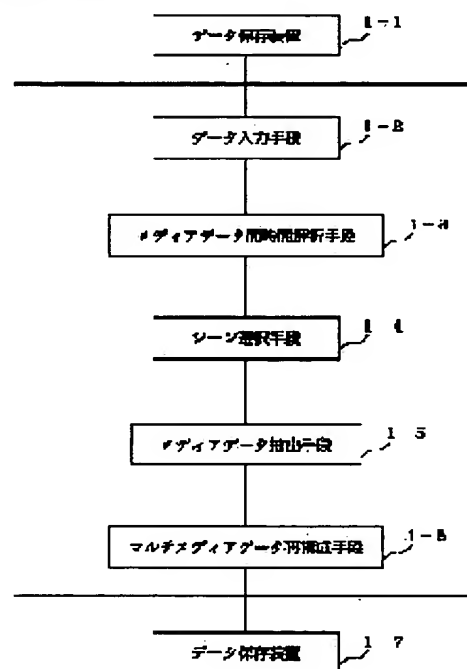 データ保存装置
1-1
データ入力手段
1-2
メディアデータ間時間解析手段
1-3
シーン選択手段
1 4
メディアデータ抽出手段
1 5
マルチメディアデータ再構成手段
1-6
データ保存装置
1 7